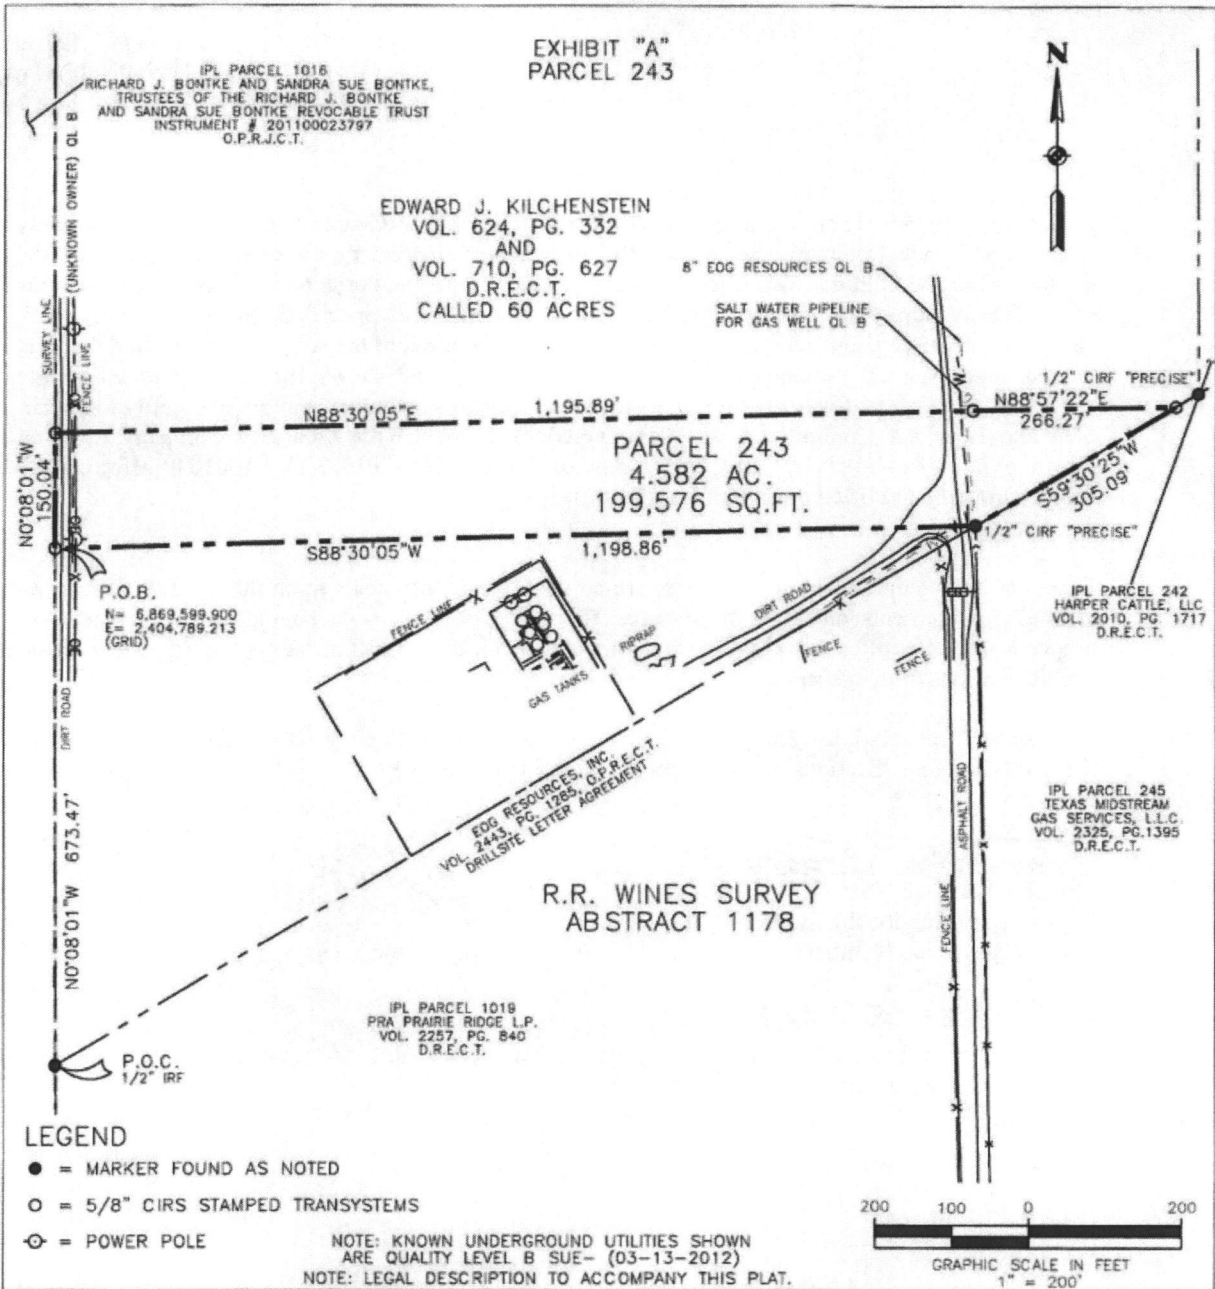 EXHIBIT "A"
PARCEL 243
N
IPL PARCEL 1016
RICHARD J. BONTKE AND SANDRA SUE BONTKE,
TRUSTEES OF THE RICHARD J. BONTKE
AND SANDRA SUE BONTKE REVOCABLE TRUST
INSTRUMENT # 201100023797
O.P.R.J.C.T.
(UNKNOWN OWNER) QL B
SURVEY LINE
FENCE LINE
EDWARD J. KILCHENSTEIN
VOL. 624, PG. 332
AND
VOL. 710, PG. 627
D.R.E.C.T.
CALLED 60 ACRES
8" EOG RESOURCES QL B
SALT WATER PIPELINE
FOR GAS WELL QL B
W
1/2" CIRF "PRECISE"
N88°57'22"E
266.27'
N88°30'05"E
1,195.89'
PARCEL 243
4.582 AC.
199,576 SQ.FT.
S59°30'25"W
305.09'
N0°08'01"W
150.04'
S88°30'05"W
1,198.86'
1/2" CIRF "PRECISE"
P.O.B.
N= 6,869,599.900
E= 2,404,789.213
(GRID)
IPL PARCEL 242
HARPER CATTLE, LLC
VOL. 2010, PG. 1717
D.R.E.C.T.
FENCE LINE
DIRT ROAD
RIPRAP
FENCE
FENCE
GAS TANKS
DIRT ROAD
EOG RESOURCES, INC.
VOL. 2443, PG. 1285, O.P.R.E.C.T.
DRILLSITE LETTER AGREEMENT
ASPHALT ROAD
IPL PARCEL 245
TEXAS MIDSTREAM
GAS SERVICES, L.L.C.
VOL. 2325, PG.1395
D.R.E.C.T.
N0°08'01"W 673.47'
R.R. WINES SURVEY
ABSTRACT 1178
FENCE LINE
IPL PARCEL 1019
PRA PRAIRIE RIDGE L.P.
VOL. 2257, PG. 840
D.R.E.C.T.
P.O.C.
1/2" IRF
LEGEND
= MARKER FOUND AS NOTED
= 5/8" CIRS STAMPED TRANSYSTEMS
= POWER POLE
NOTE: KNOWN UNDERGROUND UTILITIES SHOWN
ARE QUALITY LEVEL B SUE- (03-13-2012)
NOTE: LEGAL DESCRIPTION TO ACCOMPANY THIS PLAT.
200 100 0 200
GRAPHIC SCALE IN FEET
1" = 200'